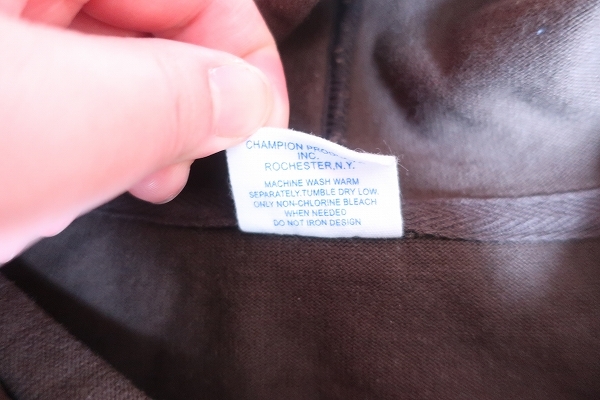 CHAMPION
INC.
ROCHESTER,N.Y.
MACHINE WASH WARM
SEPARATELY.TUMBLE DRY LOW.
ONLY NON-CHLORINE BLEACH
WHEN NEEDED
DO NOT IRON DESIGN